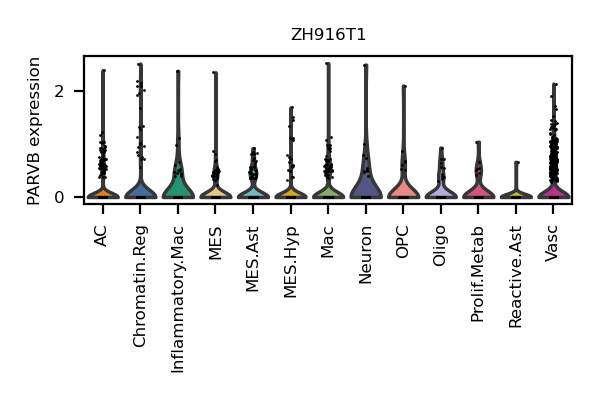 ZH916T1
PARVB expression
2
0
AC
Chromatin.Reg
Inflammatory.Mac
MES
MES.Ast
MES.Hyp
Mac
Neuron
OPC
Oligo
Prolif.Metab
Reactive.Ast
Vasc